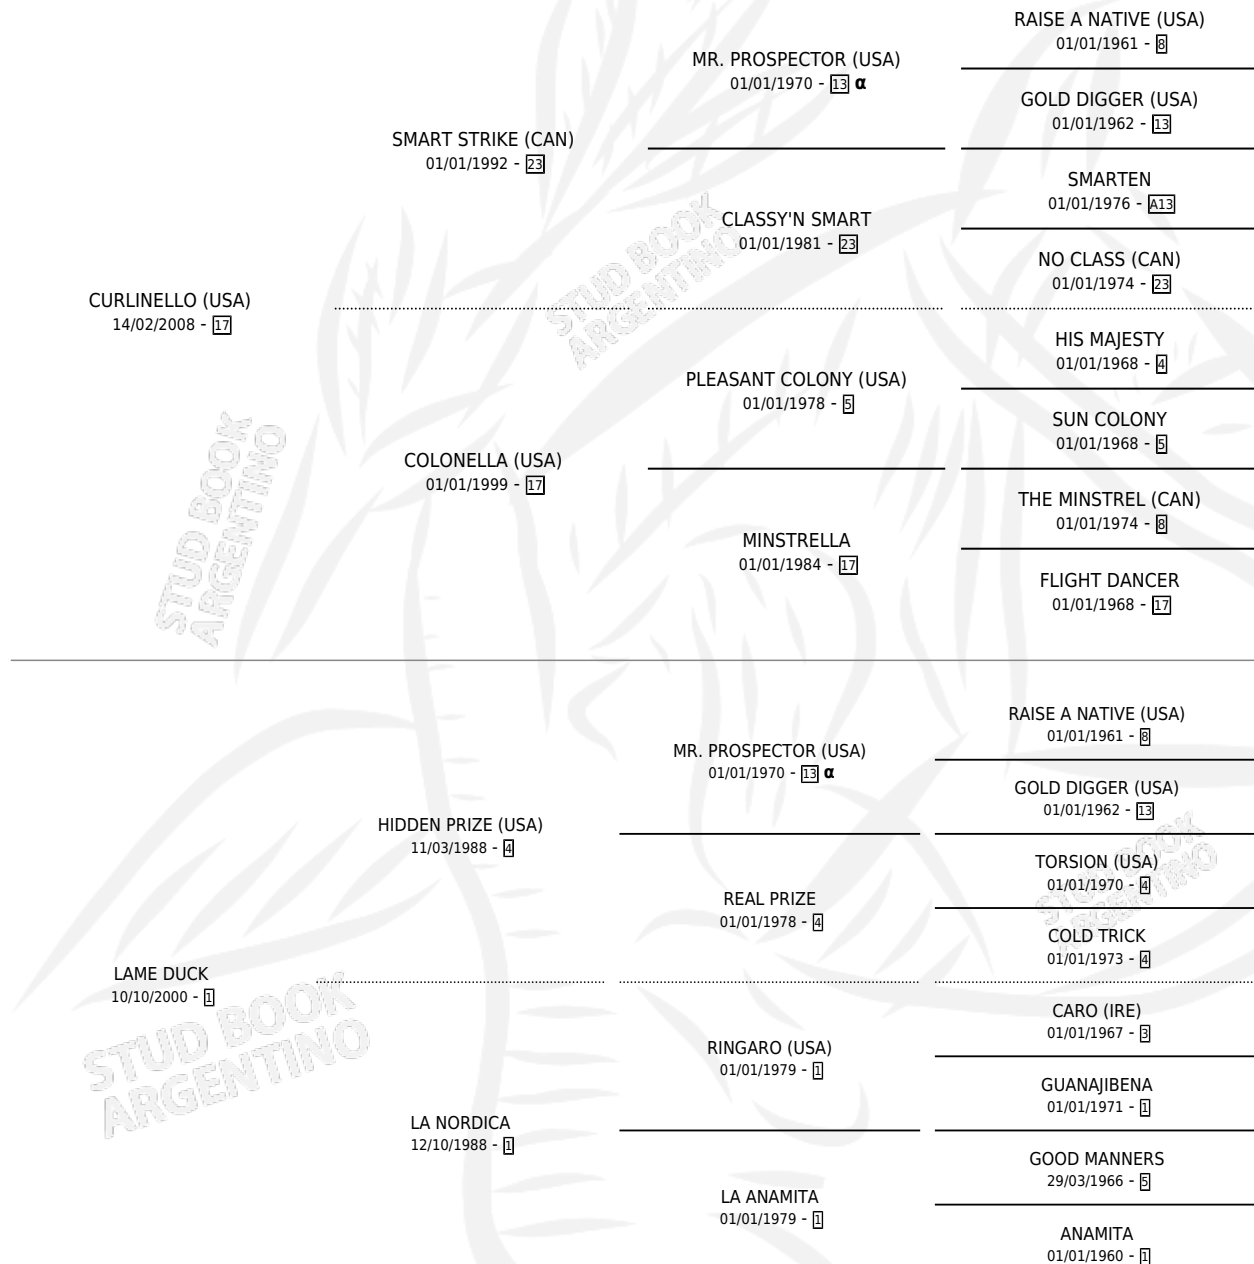 RAISE A NATIVE (USA)
01/01/1961 - 8
MR. PROSPECTOR (USA)
01/01/1970 - 13 α
GOLD DIGGER (USA)
01/01/1962 - 13
SMART STRIKE (CAN)
01/01/1992 - 23
SMARTEN
01/01/1976 - A13
CLASSY'N SMART
01/01/1981 - 23
NO CLASS (CAN)
01/01/1974 - 23
CURLINELLO (USA)
14/02/2008 - 17
HIS MAJESTY
01/01/1968 - 4
PLEASANT COLONY (USA)
01/01/1978 - 5
SUN COLONY
01/01/1968 - 5
COLONELLA (USA)
01/01/1999 - 17
THE MINSTREL (CAN)
01/01/1974 - 8
MINSTRELLA
01/01/1984 - 17
FLIGHT DANCER
01/01/1968 - 17
RAISE A NATIVE (USA)
01/01/1961 - 8
MR. PROSPECTOR (USA)
01/01/1970 - 13 α
GOLD DIGGER (USA)
01/01/1962 - 13
HIDDEN PRIZE (USA)
11/03/1988 - 4
TORSION (USA)
01/01/1970 - 4
REAL PRIZE
01/01/1978 - 4
COLD TRICK
01/01/1973 - 4
LAME DUCK
10/10/2000 - 1
CARO (IRE)
01/01/1967 - 3
RINGARO (USA)
01/01/1979 - 1
GUANAJIBENA
01/01/1971 - 1
LA NORDICA
12/10/1988 - 1
GOOD MANNERS
29/03/1966 - 5
LA ANAMITA
01/01/1979 - 1
ANAMITA
01/01/1960 - 1
STUD BOOK
ARGENTINO
STUD BOOK
ARGENTINO
STUD BOOK
ARGENTINO
STUD BOOK
ARGENTINO